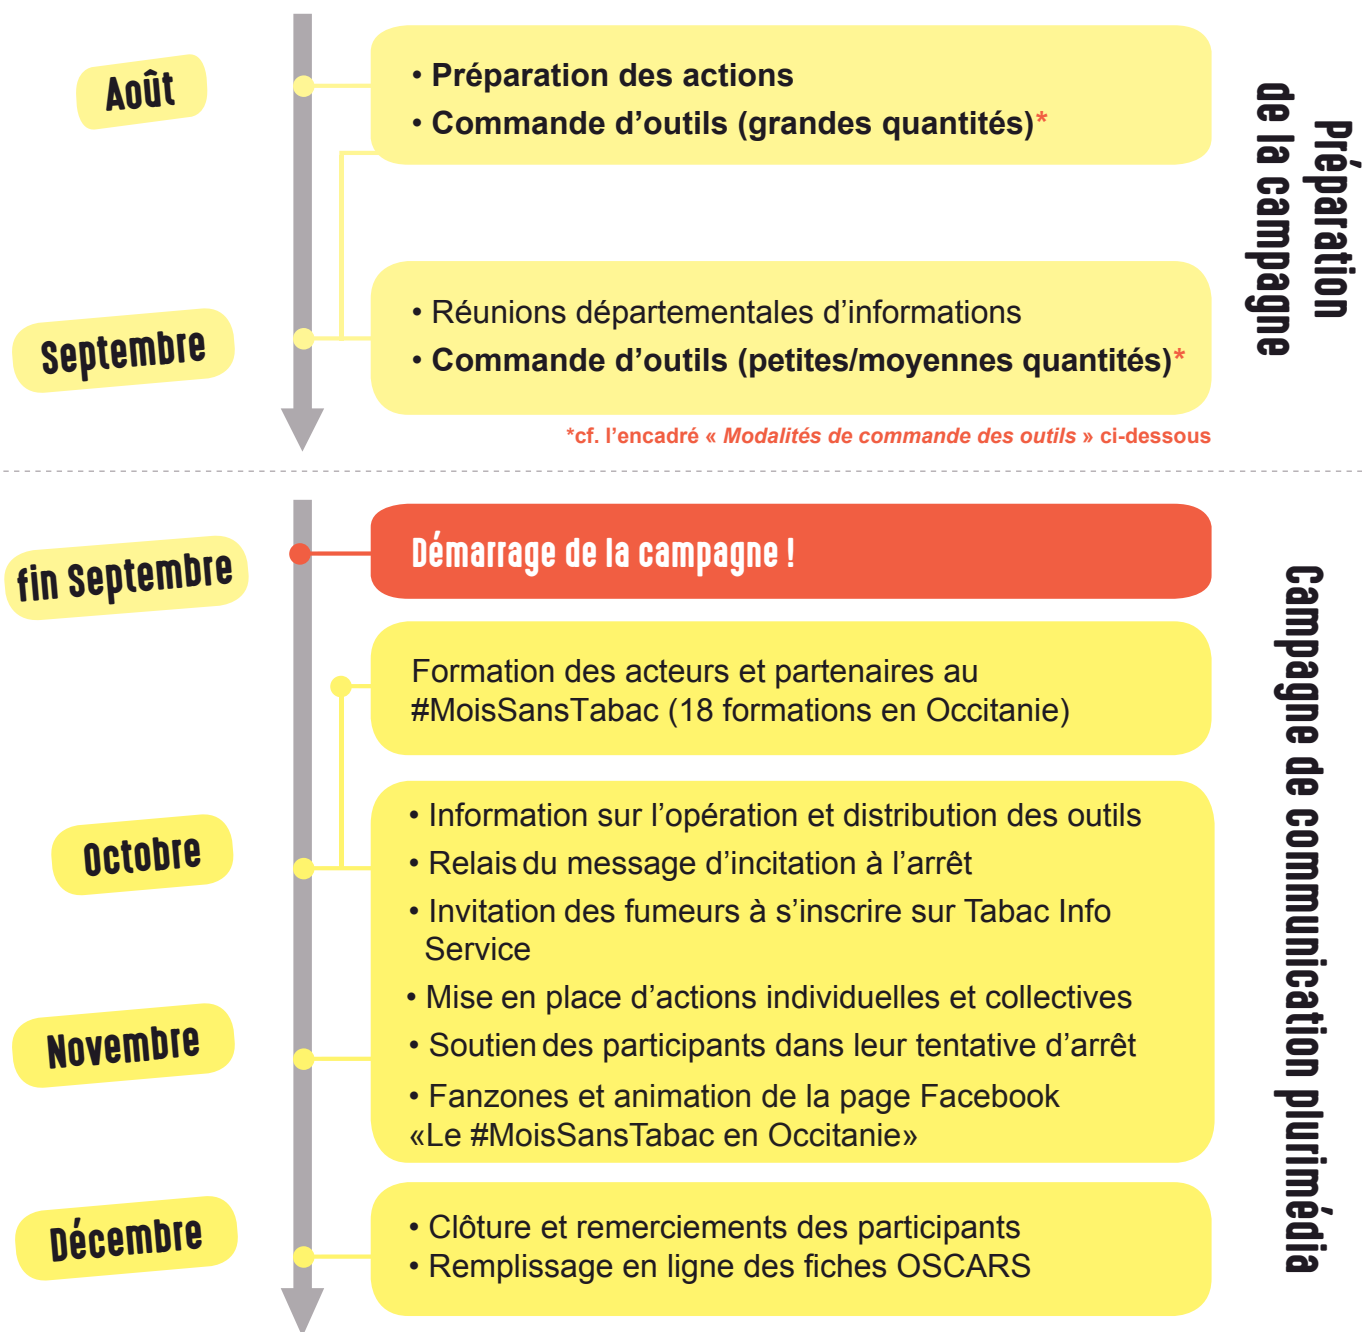 Août
• Préparation des actions
• Commande d’outils (grandes quantités)*
Préparation
de la campagne
Septembre
• Réunions départementales d’informations
• Commande d’outils (petites/moyennes quantités)*
*cf. l’encadré « Modalités de commande des outils » ci-dessous
fin Septembre
Démarrage de la campagne !
Formation des acteurs et partenaires au
#MoisSansTabac (18 formations en Occitanie)
Campagne de communication plurimédia
Octobre
• Information sur l’opération et distribution des outils
• Relais du message d’incitation à l’arrêt
• Invitation des fumeurs à s’inscrire sur Tabac Info
Service
• Mise en place d’actions individuelles et collectives
Novembre
• Soutien des participants dans leur tentative d’arrêt
• Fanzones et animation de la page Facebook
«Le #MoisSansTabac en Occitanie»
Décembre
• Clôture et remerciements des participants
• Remplissage en ligne des fiches OSCARS